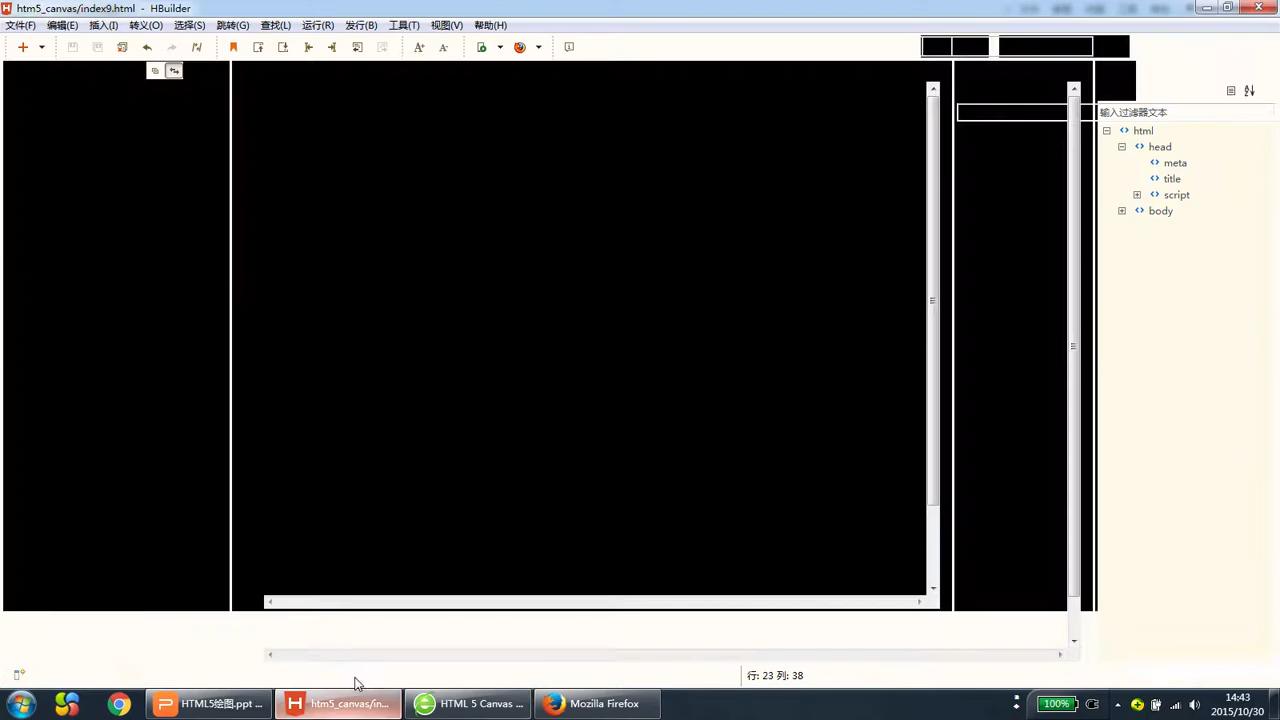 htm5_canvas/index9.html - HBuilder
文件(F) 编辑(E) 插入(I) 转义(O) 选择(S) 跳转(G) 查找(L) 运行(R) 发行(B) 工具(T) 视图(V) 帮助(H)
输入过滤器文本
html
head
meta
title
script
body
行: 23 列: 38
HTML5绘图.ppt ...
htm5_canvas/in...
HTML 5 Canvas ...
Mozilla Firefox
100%
14:43
2015/10/30